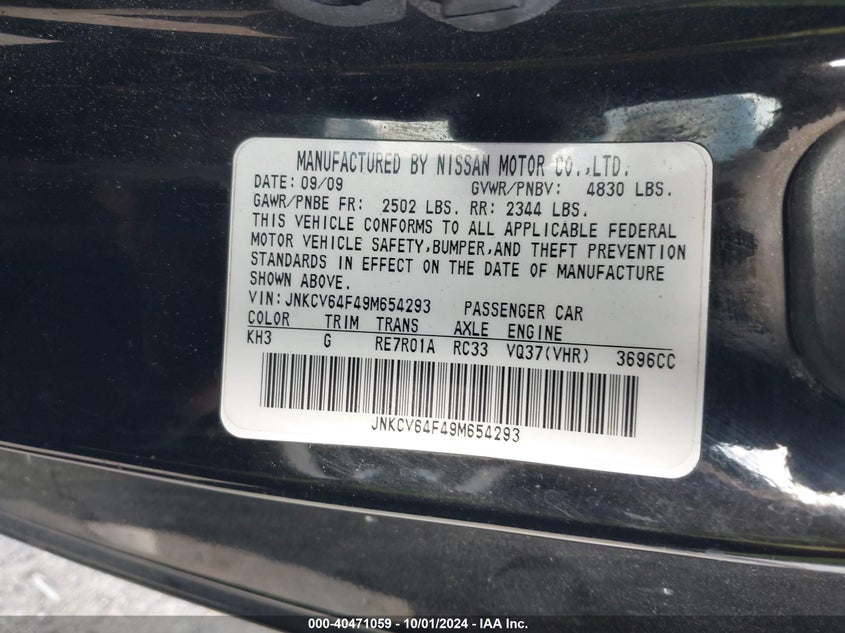 MANUFACTURED BY NISSAN MOTOR CO.,LTD.
DATE: 09/09 GVWR/PNBV: 4830 LBS.
GAWR/PNBE FR: 2502 LBS. RR: 2344 LBS.
THIS VEHICLE CONFORMS TO ALL APPLICABLE FEDERAL
MOTOR VEHICLE SAFETY,BUMPER,AND THEFT PREVENTION
STANDARDS IN EFFECT ON THE DATE OF MANUFACTURE
SHOWN ABOVE.
VIN:JNKCV64F49M654293 PASSENGER CAR
COLOR TRIM TRANS AXLE ENGINE
KH3 G RE7R01A RC33 VQ37(VHR) 3696CC
JNKCV64F49M654293
000-40471059 - 10/01/2024 - IAA Inc.